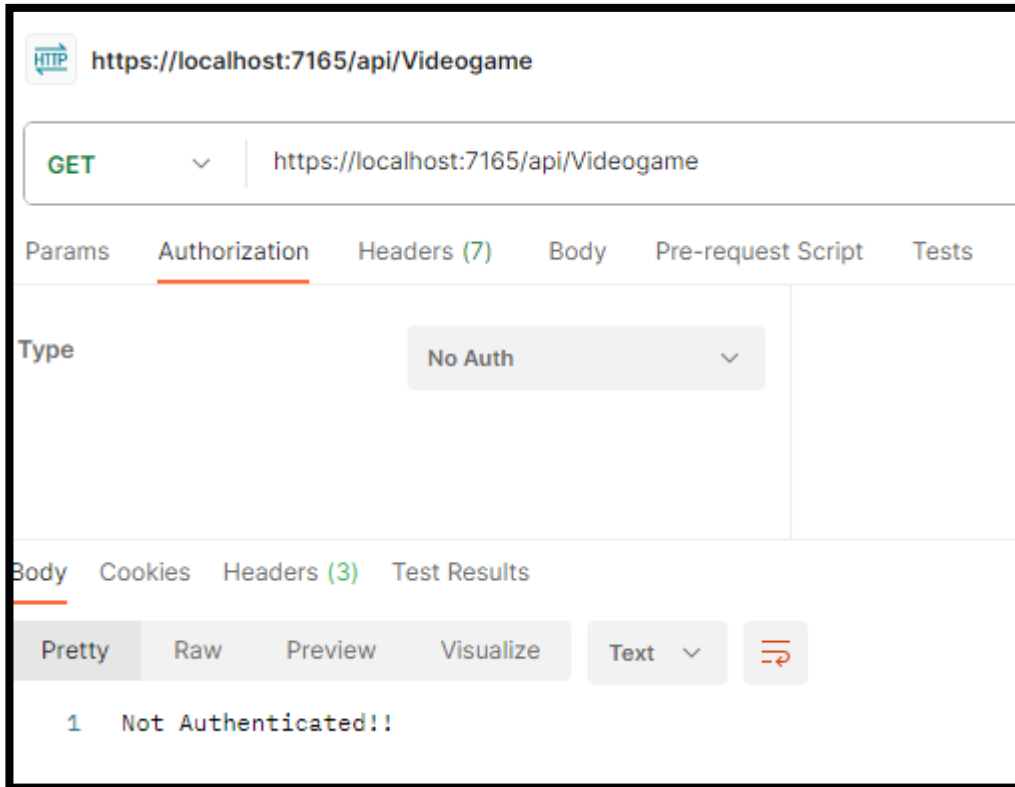 HTTP https://localhost:7165/api/Videogame
GET https://localhost:7165/api/Videogame
Params Authorization Headers (7) Body Pre-request Script Tests
Type No Auth
Body Cookies Headers (3) Test Results
Pretty Raw Preview Visualize Text
1 Not Authenticated!!